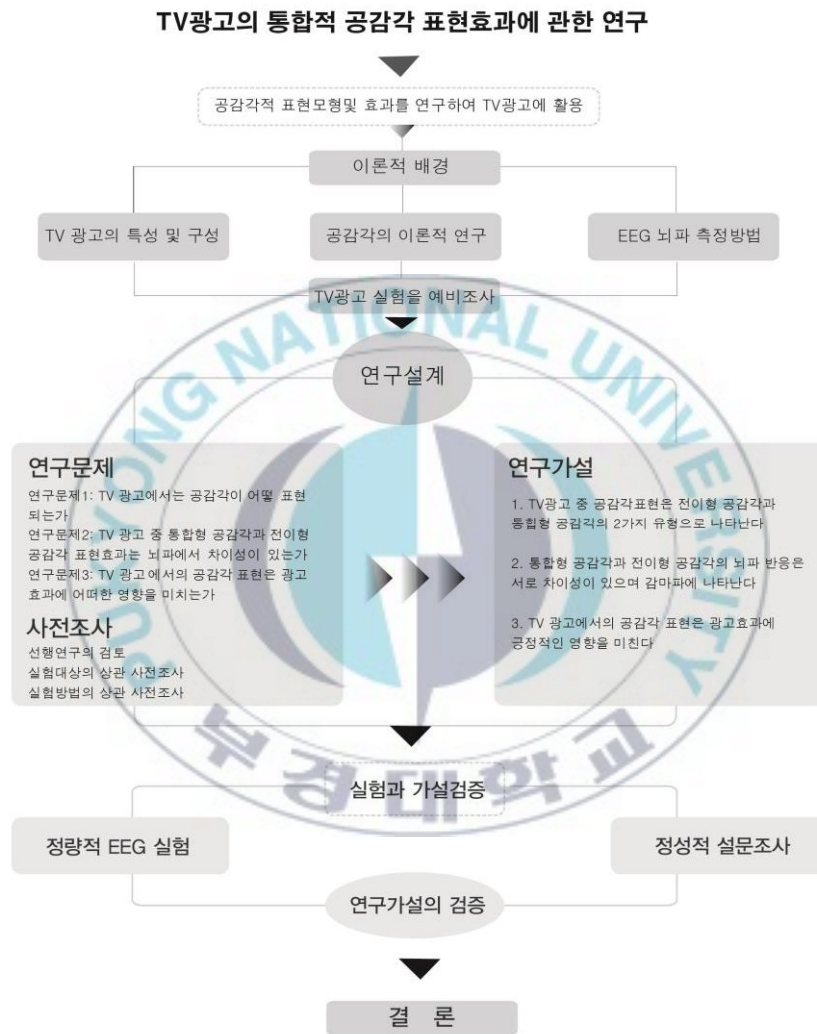 TV광고의 통합적 공감각 표현효과에 관한 연구
공감각적 표현모형및 효과를 연구하여 TV광고에 활용
이론적 배경
TV 광고의 특성 및 구성
공감각의 이론적 연구
EEG 뇌파 측정방법
TV광고 실험을 예비조사
연구설계
연구문제
연구문제1: TV 광고에서는 공감각이 어떻 표현
되는가
연구문제2: TV 광고 중 통합형 공감각과 전이형
공감각 표현효과는 뇌파에서 차이성이 있는가
연구문제3: TV 광고에서의 공감각 표현은 광고
효과에 어떠한 영향을 미치는가
사전조사
선행연구의 검토
실험대상의 상관 사전조사
실험방법의 상관 사전조사
연구가설
1. TV광고 중 공감각표현은 전이형 공감각과
통합형 공감각의 2가지 유형으로 나타난다
2. 통합형 공감각과 전이형 공감각의 뇌파 반응은
서로 차이성이 있으며 감마파에 나타난다
3. TV 광고에서의 공감각 표현은 광고효과에
긍정적인 영향을 미친다
실험과 가설검증
정량적 EEG 실험
정성적 설문조사
연구가설의 검증
결 론
PUKYONG NATIONAL UNIVERSITY
부경대학교